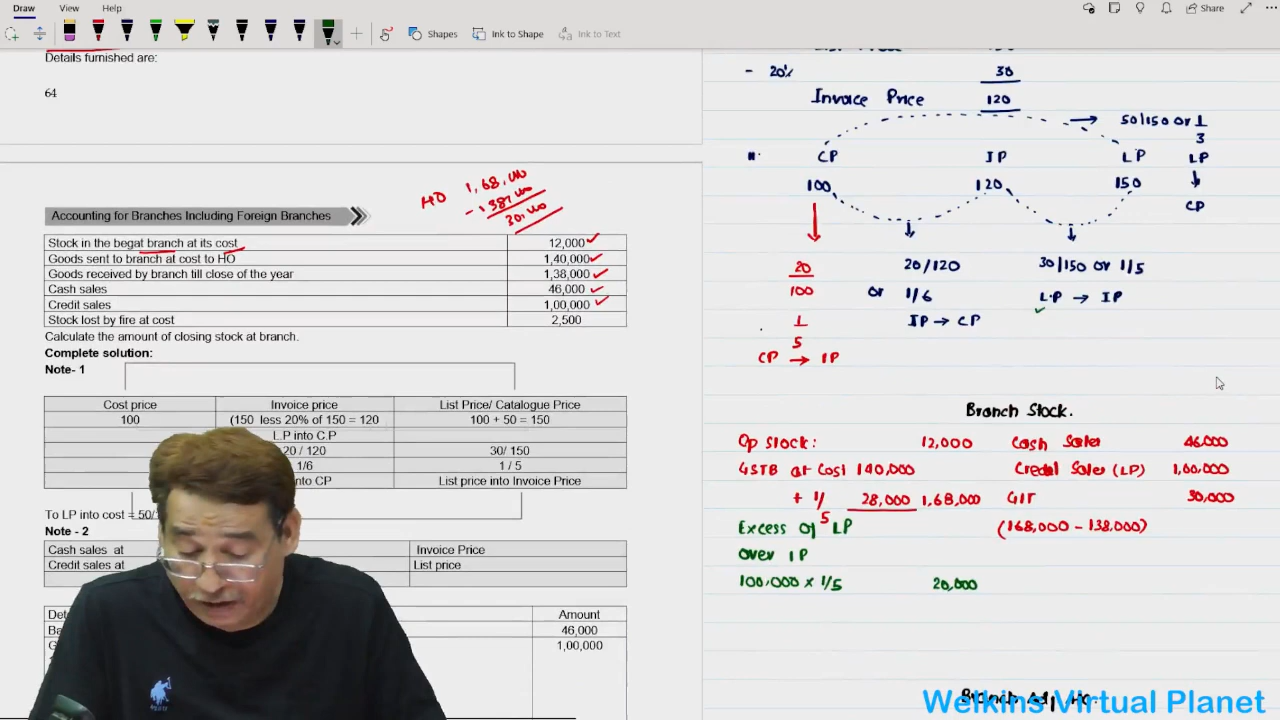 Draw View Help
Share
Shapes
Ink to Shape
Ink to Text
Details furnished are:
64
Accounting for Branches Including Foreign Branches
HO 1,68,000
- 1,38,000
30,000
Stock in the begat branch at its cost 12,000
Goods sent to branch at cost to HO 1,40,000
Goods received by branch till close of the year 1,38,000
Cash sales 46,000
Credit sales 1,00,000
Stock lost by fire at cost 2,500
Calculate the amount of closing stock at branch.
Complete solution:
Note- 1
Cost price Invoice price List Price/ Catalogue Price
100 (150 less 20% of 150 = 120 100 + 50 = 150
L.P into C.P
20 / 120 30/ 150
1/6 1 / 5
into CP List price into Invoice Price
To LP into cost = 50/
Note - 2
Cash sales at Invoice Price
Credit sales at List price
Amount
46,000
1,00,000
- 20% 30
Invoice Price 120
50/150 or 1
3
CP IP LP LP
100 120 150
CP
20 20/120 30/150 or 1/5
100 or 1/6 L.P → IP
1 IP → CP
5
CP → IP
Branch Stock.
Op Stock: 12,000 Cash Sales 46,000
GSTB at Cost 140,000 Credit Sales (LP) 1,00,000
+ 1/5 28,000 1,68,000 GIT 30,000
Excess of LP (168,000 - 138,000)
Over IP
100,000 x 1/5 20,000
Branch Adj
Welkins Virtual Planet